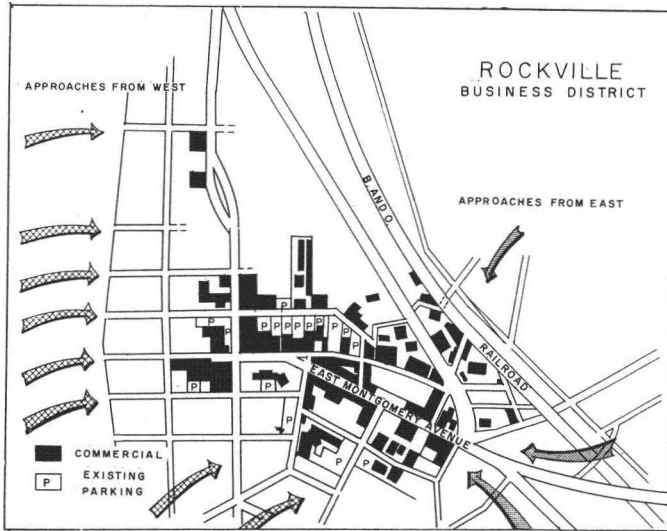 ROCKVILLE
BUSINESS DISTRICT
APPROACHES FROM WEST
B. AND O.
APPROACHES FROM EAST
P
P
P P P P P P P
P
RAILROAD
EAST MONTGOMERY AVENUE
P
P
P
P
P
P
COMMERCIAL
P EXISTING
PARKING